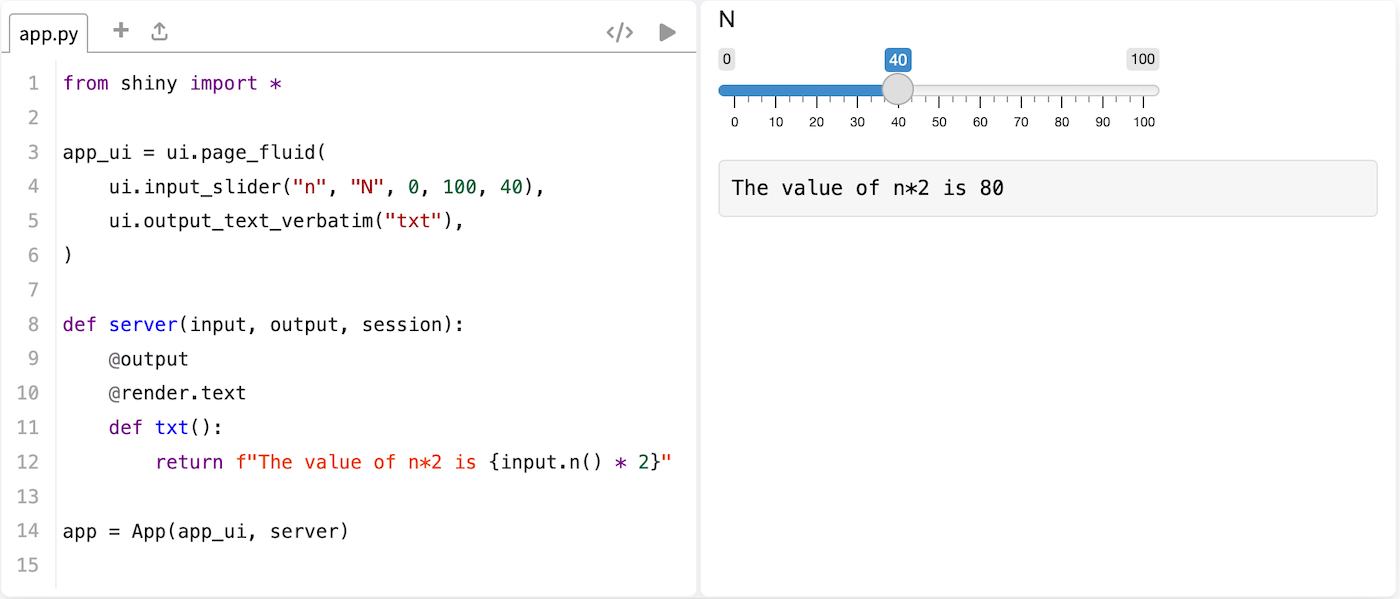 app.py
1 from shiny import *
2
3 app_ui = ui.page_fluid(
4     ui.input_slider("n", "N", 0, 100, 40),
5     ui.output_text_verbatim("txt"),
6 )
7
8 def server(input, output, session):
9     @output
10     @render.text
11     def txt():
12         return f"The value of n*2 is {input.n() * 2}"
13
14 app = App(app_ui, server)
15
N
0 40 100
0 10 20 30 40 50 60 70 80 90 100
The value of n*2 is 80